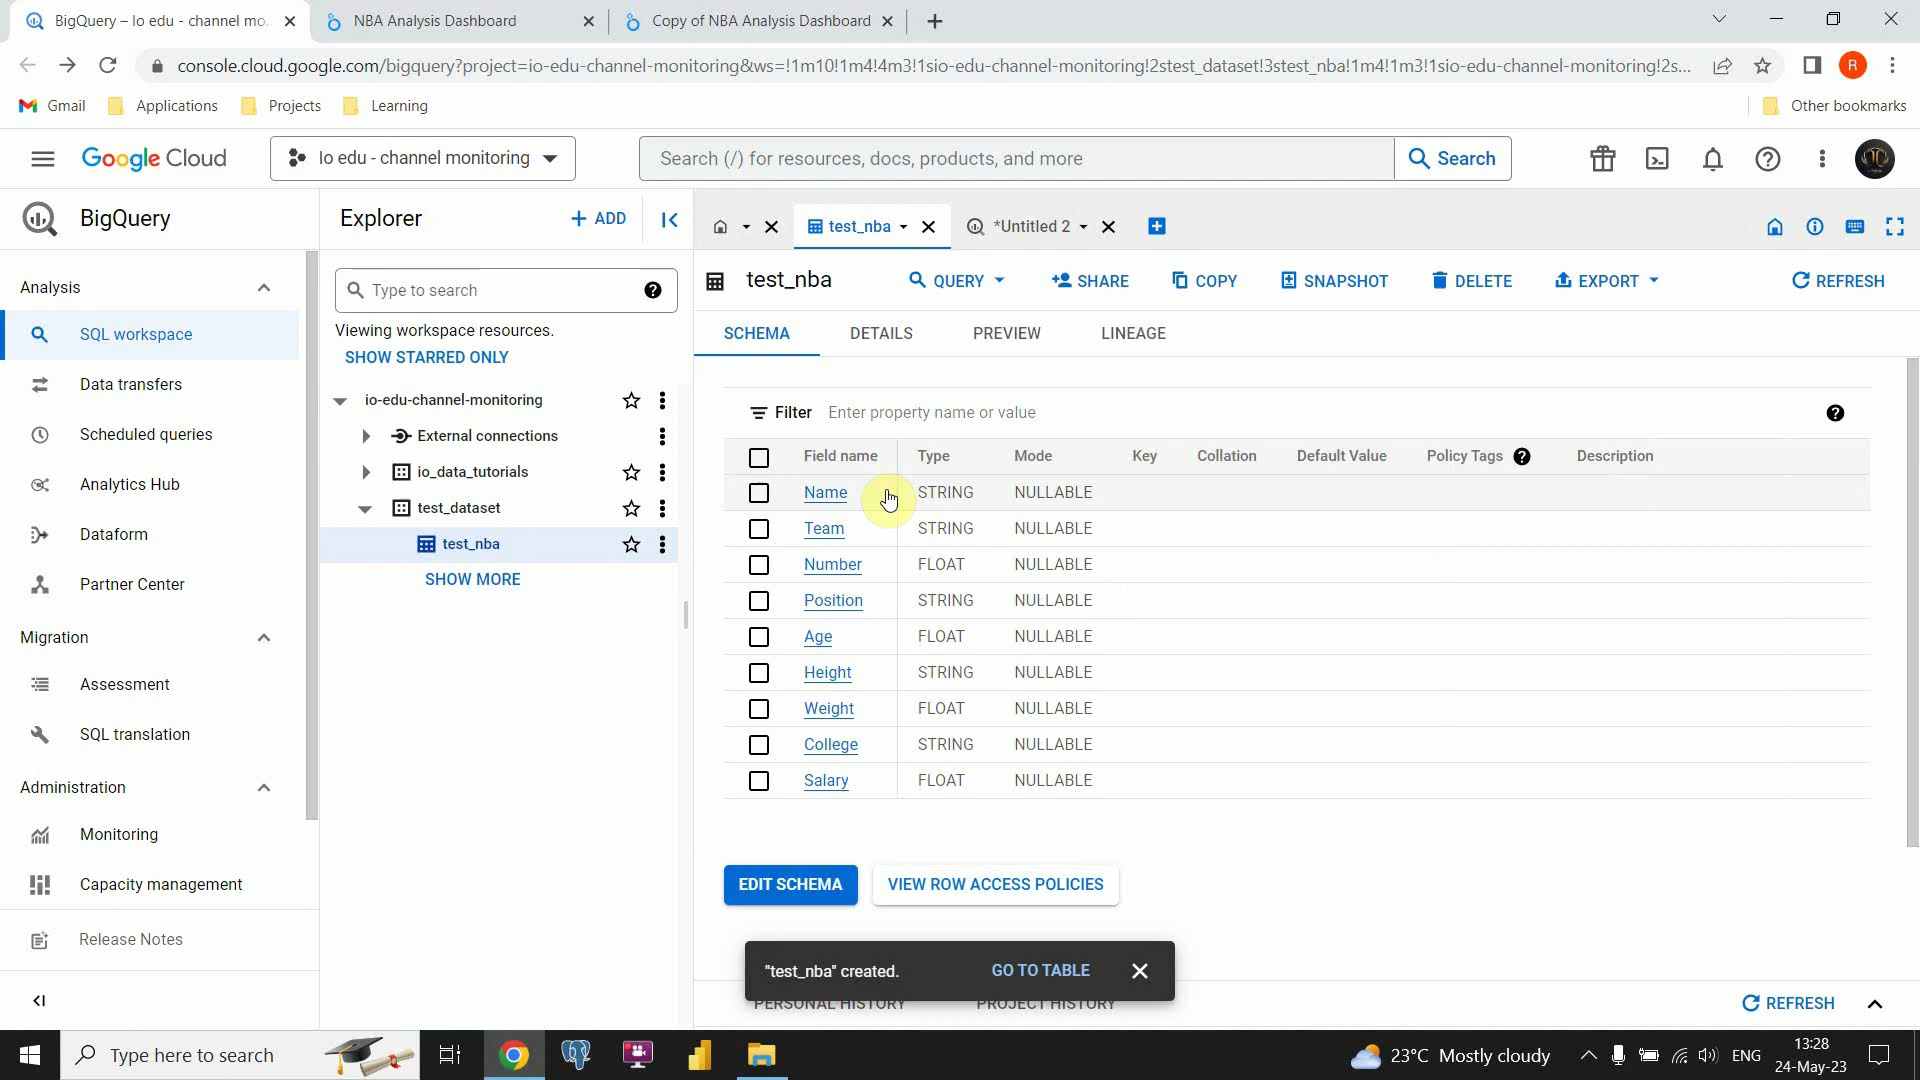 BigQuery – Io edu - channel mo
NBA Analysis Dashboard
Copy of NBA Analysis Dashboard
console.cloud.google.com/bigquery?project=io-edu-channel-monitoring&ws=!1m10!1m4!4m3!1sio-edu-channel-monitoring!2stest_dataset!3stest_nba!1m4!1m3!1sio-edu-channel-monitoring!2s...
R
Gmail
Applications
Projects
Learning
Other bookmarks
Google Cloud
Io edu - channel monitoring
Search (/) for resources, docs, products, and more
Search
BigQuery
Analysis
SQL workspace
Data transfers
Scheduled queries
Analytics Hub
Dataform
Partner Center
Migration
Assessment
SQL translation
Administration
Monitoring
Capacity management
Release Notes
Explorer
+ ADD
Type to search
Viewing workspace resources.
SHOW STARRED ONLY
io-edu-channel-monitoring
External connections
io_data_tutorials
test_dataset
test_nba
SHOW MORE
test_nba
*Untitled 2
test_nba
QUERY
SHARE
COPY
SNAPSHOT
DELETE
EXPORT
REFRESH
SCHEMA
DETAILS
PREVIEW
LINEAGE
Filter Enter property name or value
Field name Type Mode Key Collation Default Value Policy Tags Description
Name STRING NULLABLE
Team STRING NULLABLE
Number FLOAT NULLABLE
Position STRING NULLABLE
Age FLOAT NULLABLE
Height STRING NULLABLE
Weight FLOAT NULLABLE
College STRING NULLABLE
Salary FLOAT NULLABLE
EDIT SCHEMA
VIEW ROW ACCESS POLICIES
"test_nba" created.
GO TO TABLE
PERSONAL HISTORY
PROJECT HISTORY
REFRESH
Type here to search
23°C Mostly cloudy
ENG
13:28
24-May-23